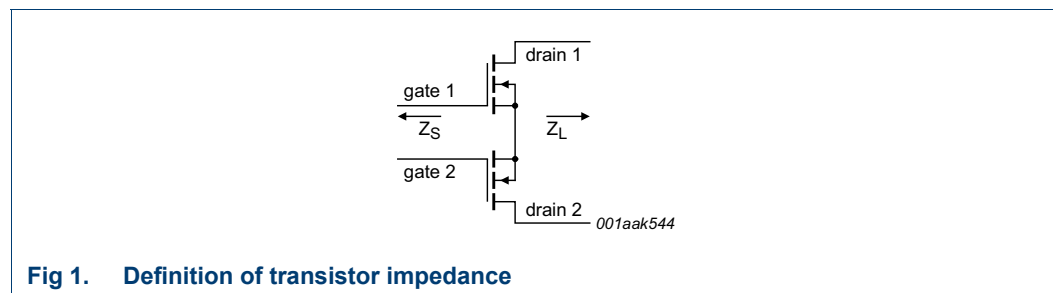 drain 1
gate 1
Z_S
Z_L
gate 2
drain 2
001aak544
Fig 1. Definition of transistor impedance